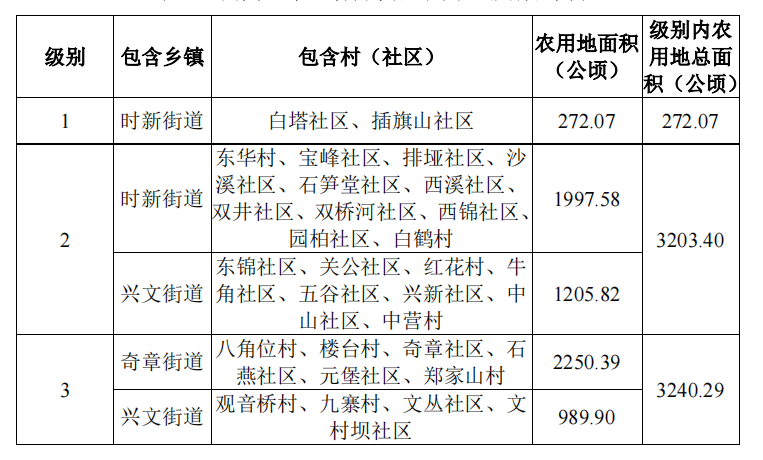 级别
包含乡镇
包含村（社区）
农用地面积
（公顷）
级别内农
用地总面
积（公顷）
1
时新街道
白塔社区、插旗山社区
272.07
272.07
2
时新街道
东华村、宝峰社区、排垭社区、沙
溪社区、石笋堂社区、西溪社区、
双井社区、双桥河社区、西锦社区、
园柏社区、白鹤村
1997.58
3203.40
兴文街道
东锦社区、关公社区、红花村、牛
角社区、五谷社区、兴新社区、中
山社区、中营村
1205.82
3
奇章街道
八角位村、楼台村、奇章社区、石
燕社区、元堡社区、郑家山村
2250.39
3240.29
兴文街道
观音桥村、九寨村、文丛社区、文
村坝社区
989.90